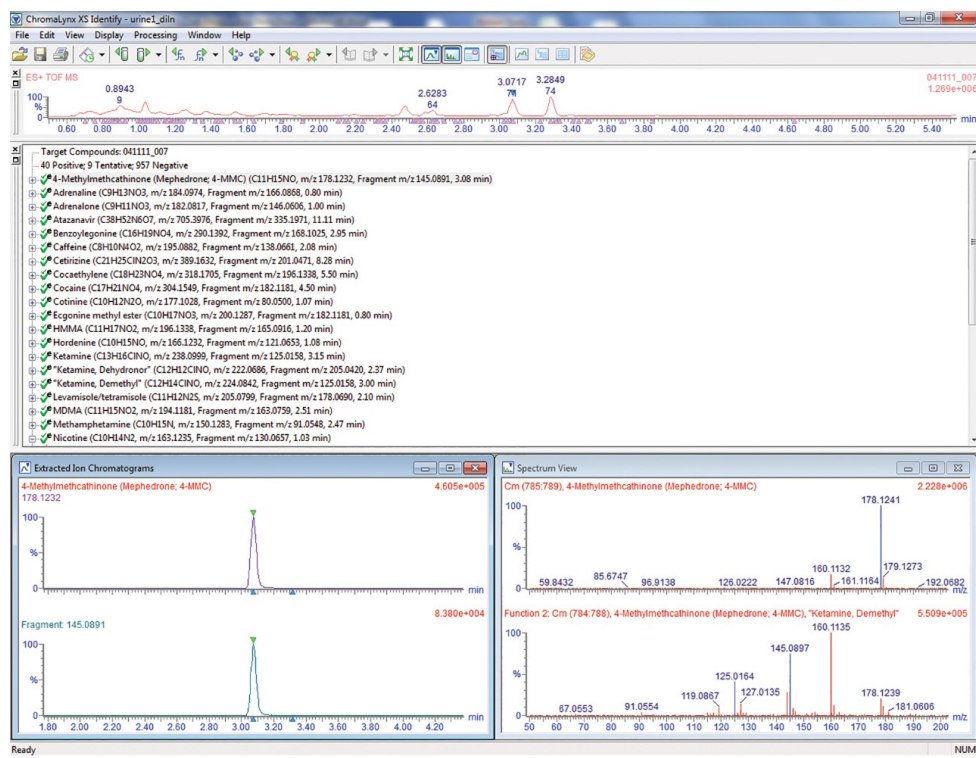 ChromaLynx XS Identify - urine1_diln
File Edit View Display Processing Window Help
ES+ TOF MS
041111_007
1.269e+006
0.8943
9
2.6283
64
3.0717
3.2849
74
100
%
0.60 0.80 1.00 1.20 1.40 1.60 1.80 2.00 2.20 2.40 2.60 2.80 3.00 3.20 3.40 3.60 3.80 4.00 4.20 4.40 4.60 4.80 5.00 5.20 5.40 min
Target Compounds: 041111_007
40 Positive; 9 Tentative; 957 Negative
4-Methylmethcathinone (Mephedrone; 4-MMC) (C11H15NO, m/z 178.1232, Fragment m/z 145.0891, 3.08 min)
Adrenaline (C9H13NO3, m/z 184.0974, Fragment m/z 166.0868, 0.80 min)
Adrenalone (C9H11NO3, m/z 182.0817, Fragment m/z 146.0606, 1.00 min)
Atazanavir (C38H52N6O7, m/z 705.3976, Fragment m/z 335.1971, 11.11 min)
Benzoylegonine (C16H19NO4, m/z 290.1392, Fragment m/z 168.1025, 2.95 min)
Caffeine (C8H10N4O2, m/z 195.0882, Fragment m/z 138.0661, 2.08 min)
Cetirizine (C21H25ClN2O3, m/z 389.1632, Fragment m/z 201.0471, 8.28 min)
Cocaethylene (C18H23NO4, m/z 318.1705, Fragment m/z 196.1338, 5.50 min)
Cocaine (C17H21NO4, m/z 304.1549, Fragment m/z 182.1181, 4.50 min)
Cotinine (C10H12N2O, m/z 177.1028, Fragment m/z 80.0500, 1.07 min)
Ecgonine methyl ester (C10H17NO3, m/z 200.1287, Fragment m/z 182.1181, 0.80 min)
HMMA (C11H17NO2, m/z 196.1338, Fragment m/z 165.0916, 1.20 min)
Hordenine (C10H15NO, m/z 166.1232, Fragment m/z 121.0653, 1.08 min)
Ketamine (C13H16ClNO, m/z 238.0999, Fragment m/z 125.0158, 3.15 min)
"Ketamine, Dehydronor" (C12H12ClNO, m/z 222.0686, Fragment m/z 205.0420, 2.37 min)
"Ketamine, Demethyl" (C12H14ClNO, m/z 224.0842, Fragment m/z 125.0158, 3.00 min)
Levamisole/tetramisole (C11H12N2S, m/z 205.0799, Fragment m/z 178.0690, 2.10 min)
MDMA (C11H15NO2, m/z 194.1181, Fragment m/z 163.0759, 2.51 min)
Methamphetamine (C10H15N, m/z 150.1283, Fragment m/z 91.0548, 2.47 min)
Nicotine (C10H14N2, m/z 163.1235, Fragment m/z 130.0657, 1.03 min)
Extracted Ion Chromatograms
4-Methylmethcathinone (Mephedrone; 4-MMC) 4.605e+005
178.1232
100
%
0
min
8.380e+004
Fragment: 145.0891
100
%
0
min
1.80 2.00 2.20 2.40 2.60 2.80 3.00 3.20 3.40 3.60 3.80 4.00 4.20
Spectrum View
Cm (785:789), 4-Methylmethcathinone (Mephedrone; 4-MMC) 2.228e+006
178.1241
100
%
0
59.8432 85.6747 96.9138 126.0222 147.0816 160.1132 161.1164 179.1273 192.0682
m/z
Function 2: Cm (784:788), 4-Methylmethcathinone (Mephedrone; 4-MMC), "Ketamine, Demethyl" 5.509e+005
160.1135
100
%
0
67.0553 91.0554 119.0867 125.0164 127.0135 145.0897 178.1239 181.0606
m/z
50 60 70 80 90 100 110 120 130 140 150 160 170 180 190 200
Ready
NUM